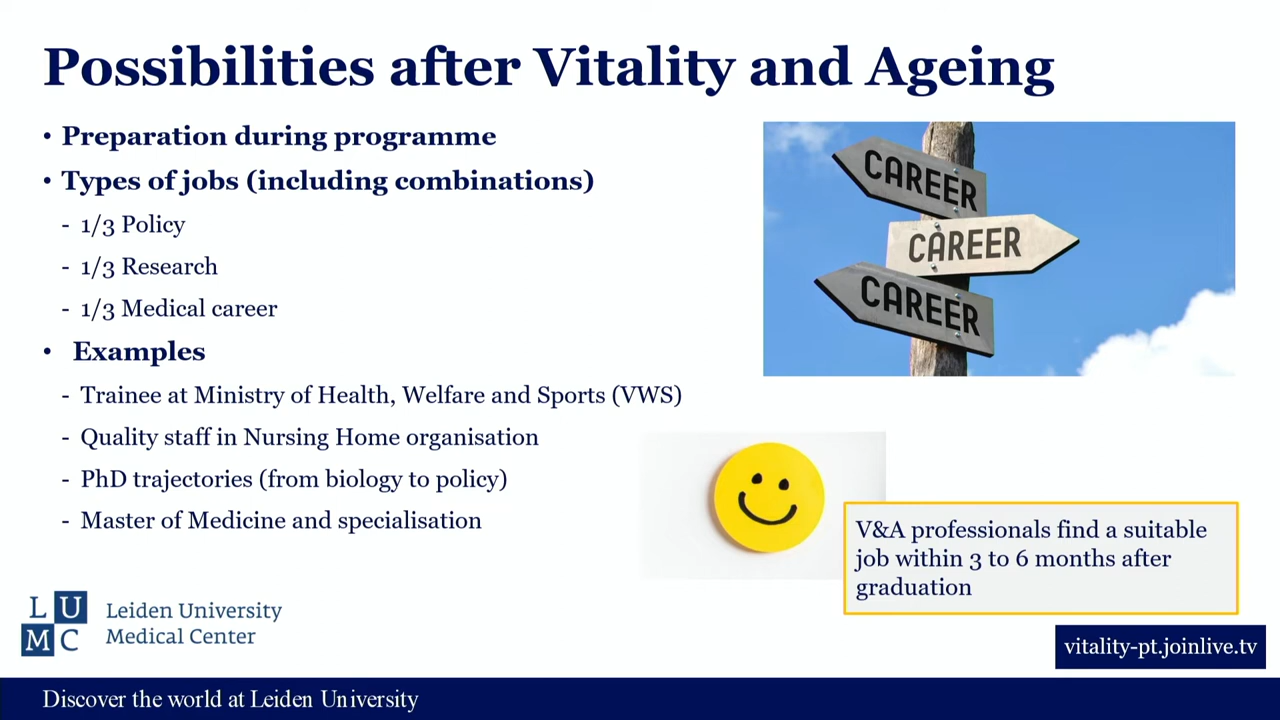 Possibilities after Vitality and Ageing
• Preparation during programme
• Types of jobs (including combinations)
- 1/3 Policy
- 1/3 Research
- 1/3 Medical career
• Examples
- Trainee at Ministry of Health, Welfare and Sports (VWS)
- Quality staff in Nursing Home organisation
- PhD trajectories (from biology to policy)
- Master of Medicine and specialisation
CAREER
CAREER
CAREER
V&A professionals find a suitable
job within 3 to 6 months after
graduation
L U
M C
Leiden University
Medical Center
vitality-pt.joinlive.tv
Discover the world at Leiden University